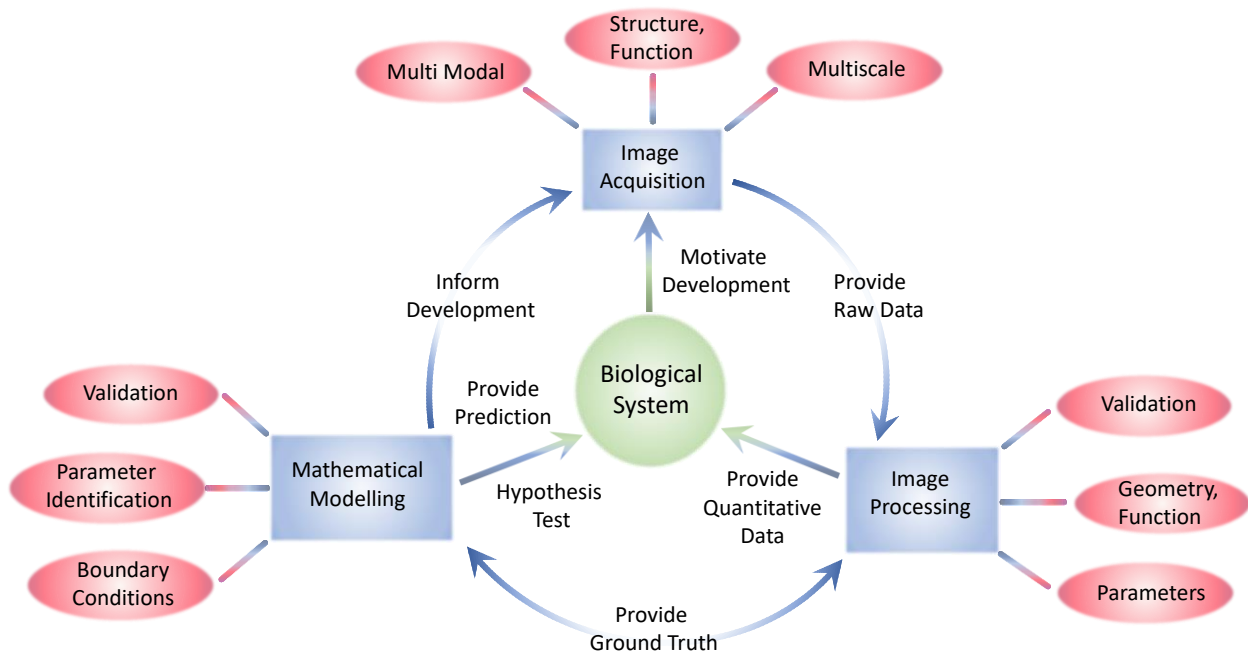 Structure,
Function
Multi Modal
Multiscale
Image
Acquisition
Motivate
Development
Inform
Development
Provide
Raw Data
Biological
System
Provide
Prediction
Validation
Validation
Mathematical
Modelling
Parameter
Identification
Hypothesis
Test
Provide
Quantitative
Data
Image
Processing
Geometry,
Function
Boundary
Conditions
Parameters
Provide
Ground Truth